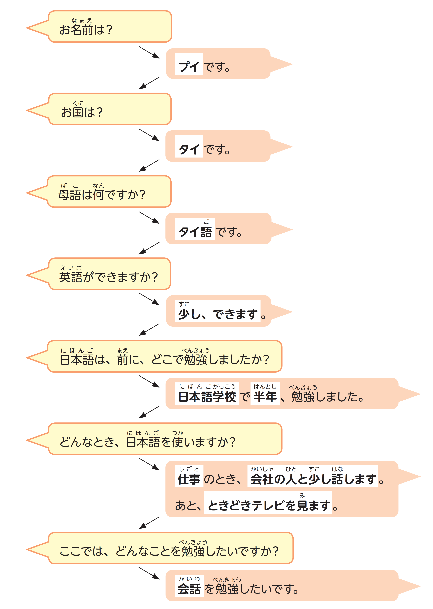 お名前は？
プイです。
お国は？
タイです。
母語は何ですか？
タイ語です。
英語ができますか？
少し、できます。
日本語は、前に、どこで勉強しましたか？
日本語学校で半年、勉強しました。
どんなとき、日本語を使いますか？
仕事のとき、会社の人と少し話します。
あと、ときどきテレビを見ます。
ここでは、どんなことを勉強したいですか？
会話を勉強したいです。